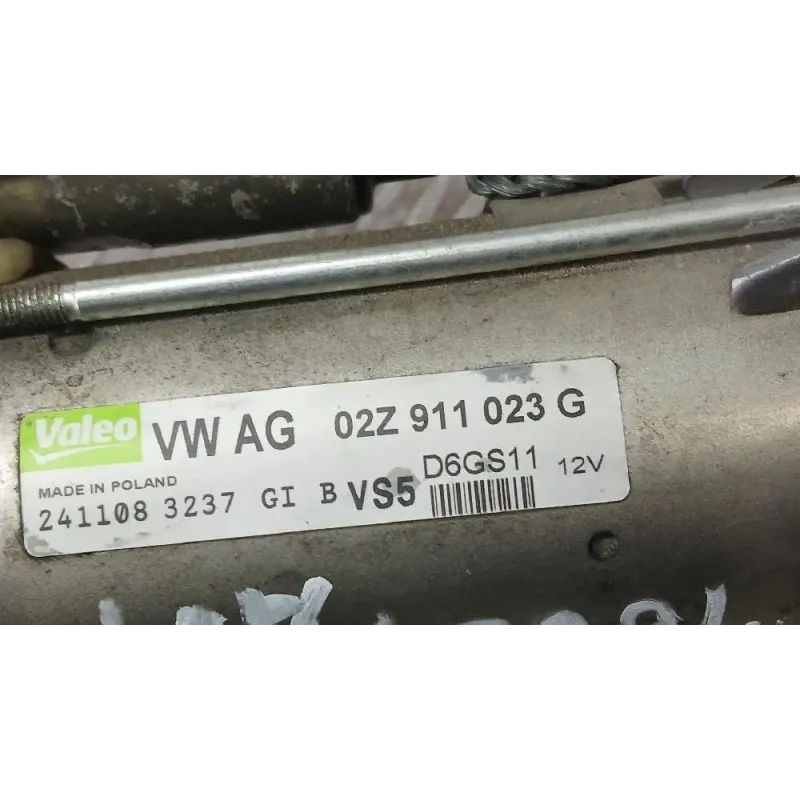 Valeo VW AG 02Z 911 023 G
MADE IN POLAND D6GS11 12V
241108 3237 GI B VS5